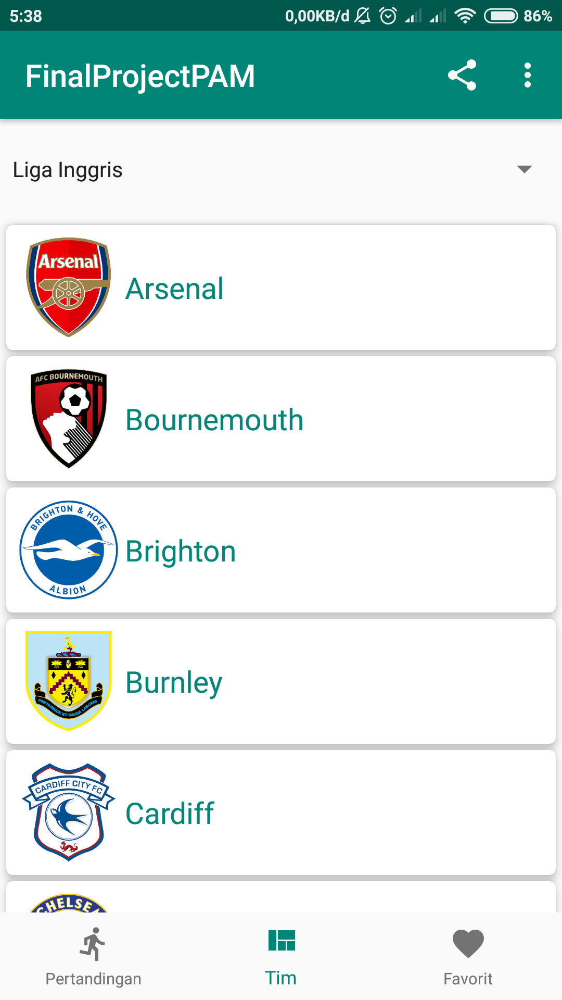 5:38 0,00KB/d 86%
FinalProjectPAM
Liga Inggris
Arsenal
Arsenal
AFC BOURNEMOUTH
Bournemouth
BRIGHTON & HOVE
ALBION
Brighton
PRETIUMQUE ET CAUSA LABORIS
Burnley
CARDIFF CITY FC
Cardiff
CHELSEA
Pertandingan
Tim
Favorit